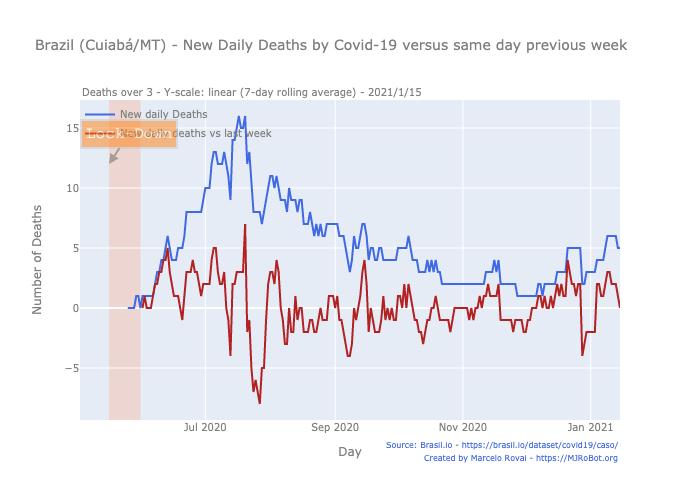 Brazil (Cuiabá/MT) - New Daily Deaths by Covid-19 versus same day previous week
Deaths over 3 - Y-scale: linear (7-day rolling average) - 2021/1/15
New daily Deaths
deaths vs last week
Lock Down
15
10
5
0
−5
Number of Deaths
Jul 2020
Sep 2020
Nov 2020
Jan 2021
Day
Source: Brasil.io - https://brasil.io/dataset/covid19/caso/
Created by Marcelo Rovai - https://MJRoBot.org